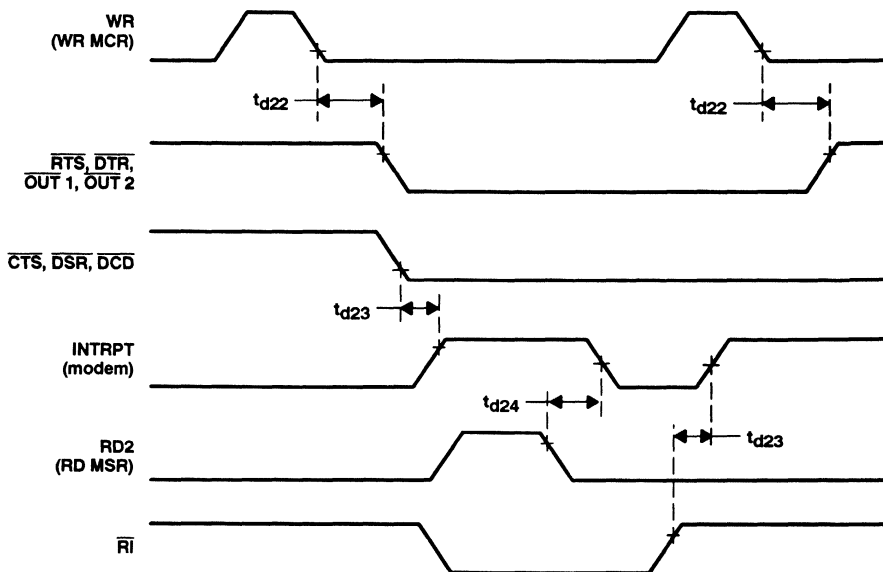 WR
(WR MCR)
td22
td22
RTS, DTR,
OUT 1, OUT 2
CTS, DSR, DCD
td23
INTRPT
(modem)
td24
td23
RD2
(RD MSR)
RI